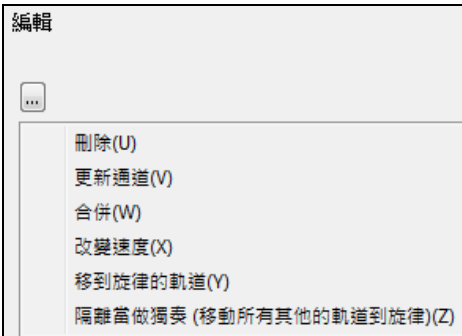 編輯
...
刪除(U)
更新通道(V)
合併(W)
改變速度(X)
移到旋律的軌道(Y)
隔離當做獨奏 (移動所有其他的軌道到旋律)(Z)